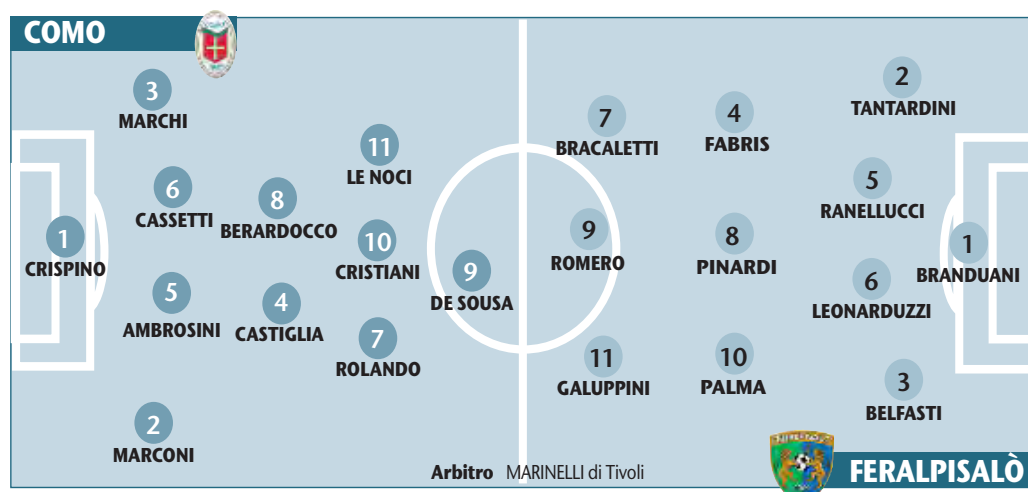 COMO
3
MARCHI
6
CASSETTI
1
CRISPINO
5
AMBROSINI
2
MARCONI
8
BERARDOCCO
4
CASTIGLIA
11
LE NOCI
10
CRISTIANI
7
ROLANDO
9
DE SOUSA
7
BRACALETTI
9
ROMERO
11
GALUPPINI
4
FABRIS
8
PINARDI
10
PALMA
2
TANTARDINI
5
RANELLUCCI
6
LEONARDUZZI
3
BELFASTI
1
BRANDUANI
Arbitro MARINELLI di Tivoli
FERALPISALÒ